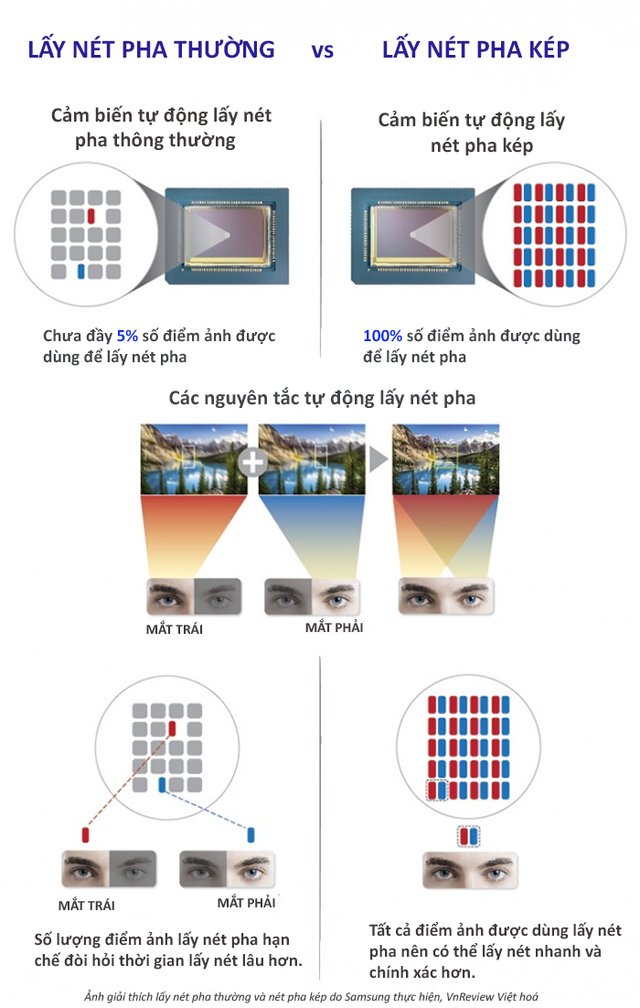 LẤY NÉT PHA THƯỜNG vs LẤY NÉT PHA KÉP
Cảm biến tự động lấy nét
pha thông thường
Cảm biến tự động lấy
nét pha kép
Chưa đầy 5% số điểm ảnh được
dùng để lấy nét pha
100% số điểm ảnh được dùng
để lấy nét pha
Các nguyên tắc tự động lấy nét pha
MẮT TRÁI
MẮT PHẢI
MẮT TRÁI
MẮT PHẢI
Số lượng điểm ảnh lấy nét pha hạn
chế đòi hỏi thời gian lấy nét lâu hơn.
Tất cả điểm ảnh được dùng lấy nét
pha nên có thể lấy nét nhanh và
chính xác hơn.
Ảnh giải thích lấy nét pha thường và nét pha kép do Samsung thực hiện, VnReview Việt hoá